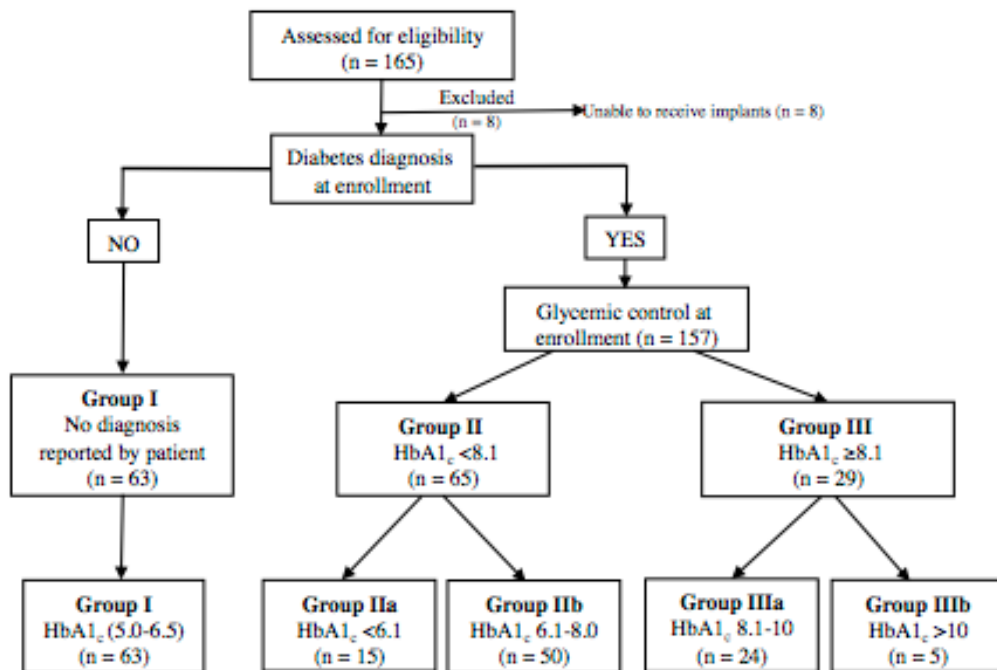 Assessed for eligibility
(n = 165)
Excluded
(n = 8)
Unable to receive implants (n = 8)
Diabetes diagnosis
at enrollment
NO
YES
Glycemic control at
enrollment (n = 157)
Group I
No diagnosis
reported by patient
(n = 63)
Group II
HbA1c <8.1
(n = 65)
Group III
HbA1c ≥8.1
(n = 29)
Group I
HbA1c (5.0-6.5)
(n = 63)
Group IIa
HbA1c <6.1
(n = 15)
Group IIb
HbA1c 6.1-8.0
(n = 50)
Group IIIa
HbA1c 8.1-10
(n = 24)
Group IIIb
HbA1c >10
(n = 5)